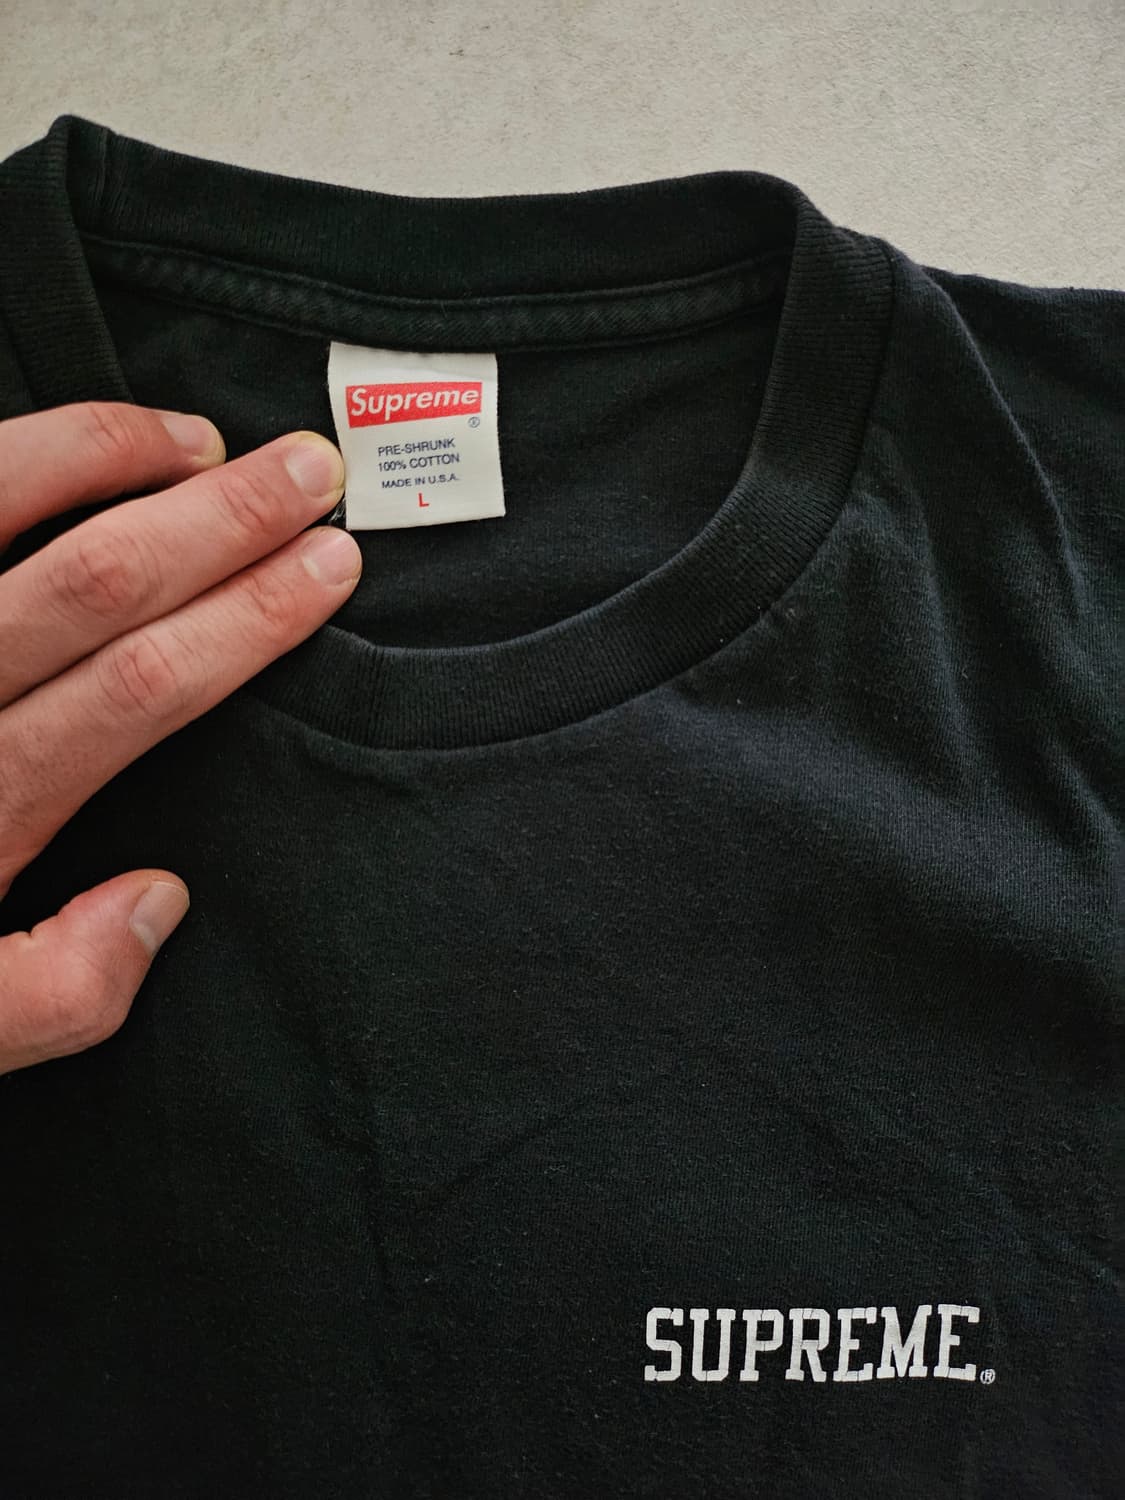 Supreme
®
PRE-SHRUNK
100% COTTON
MADE IN U.S.A.
L
SUPREME.®